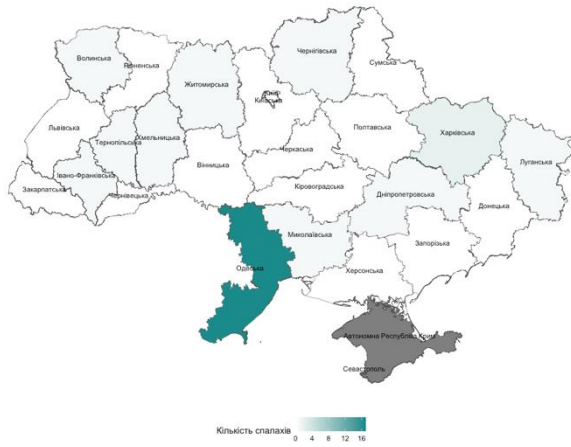 Чернігівська
Волинська
Рівненська
Сумська
Житомирська
Київ
Київська
Львівська
Тернопільська
Хмельницька
Полтавська
Харківська
Черкаська
Вінницька
Луганська
Івано-Франківська
Закарпатська
Чернівецька
Кіровоградська
Дніпропетровська
Донецька
Миколаївська
Запорізька
Одеська
Херсонська
Автономна Республіка Крим
Севастополь
Кількість спалахів
0 4 8 12 16